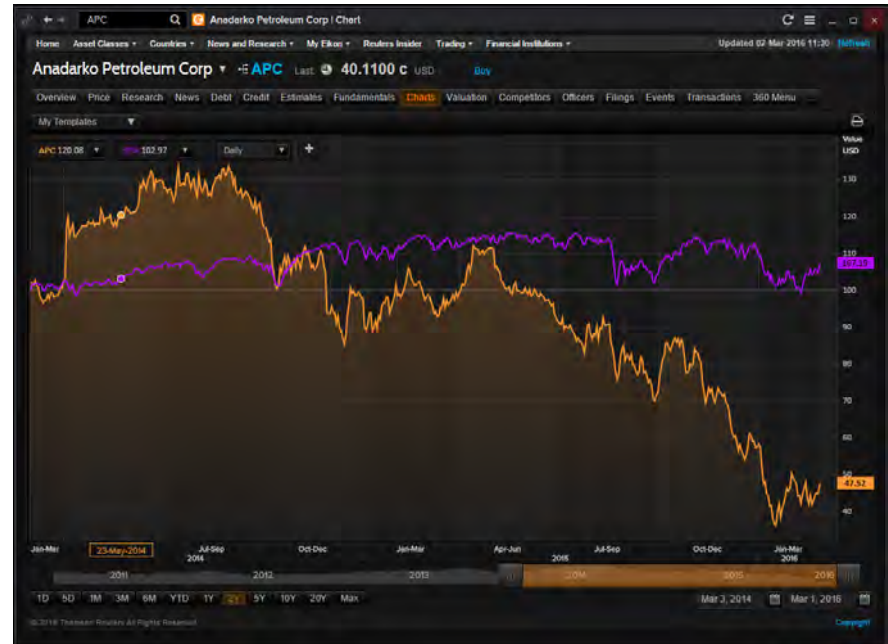 APC Anadarko Petroleum Corp | Chart
Home Asset Classes Countries News and Research My Eikon Reuters Insider Trading Financial Institutions Updated 02-Mar-2016 11:30 Refresh
Anadarko Petroleum Corp APC Last 40.1100 c USD Buy
Overview Price Research News Debt Credit Estimates Fundamentals Charts Valuation Competitors Officers Filings Events Transactions 360 Menu
My Templates
APC 120.08 102.97 Daily +
Value
USD
130
120
110
107.19
100
90
80
70
60
50
47.52
40
Jan-Mar 23-May-2014 Jul-Sep Oct-Dec Jan-Mar Apr-Jun Jul-Sep Oct-Dec Jan-Mar
2014 2015 2016
2011 2012 2013 2014 2015 2016
1D 5D 1M 3M 6M YTD 1Y 2Y 5Y 10Y 20Y Max Mar 3, 2014 Mar 1, 2016
© 2016 Thomson Reuters All Rights Reserved Copyright